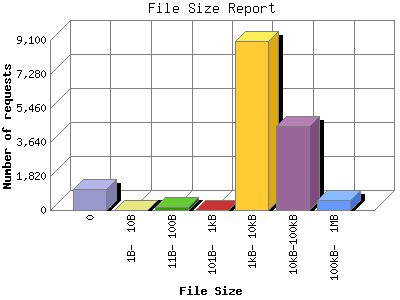 File Size Report
Number of requests
9,100
7,280
5,460
3,640
1,820
0
0
1B- 10B
11B- 100B
101B- 1kB
1kB- 10kB
10kB-100kB
100kB- 1MB
File Size